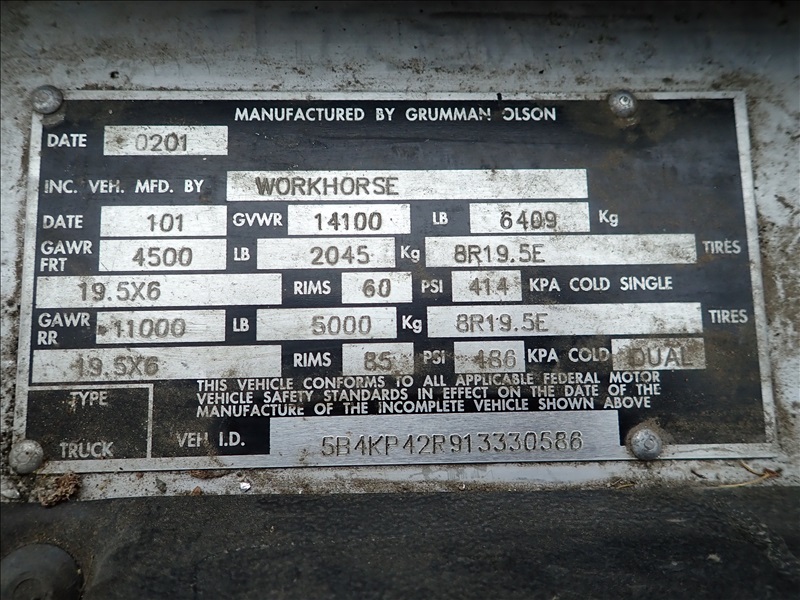 MANUFACTURED BY GRUMMAN OLSON
DATE 0201
INC. VEH. MFD. BY WORKHORSE
DATE 101 GVWR 14100 LB 6409 Kg
GAWR FRT 4500 LB 2045 Kg 8R19.5E TIRES
19.5X6 RIMS 60 PSI 414 KPA COLD SINGLE
GAWR RR 11000 LB 5000 Kg 8R19.5E TIRES
19.5X6 RIMS 85 PSI 486 KPA COLD DUAL
THIS VEHICLE CONFORMS TO ALL APPLICABLE FEDERAL MOTOR
VEHICLE SAFETY STANDARDS IN EFFECT ON THE DATE OF THE
MANUFACTURE OF THE INCOMPLETE VEHICLE SHOWN ABOVE
TYPE
TRUCK VEH I.D. 5B4KP42R913330586